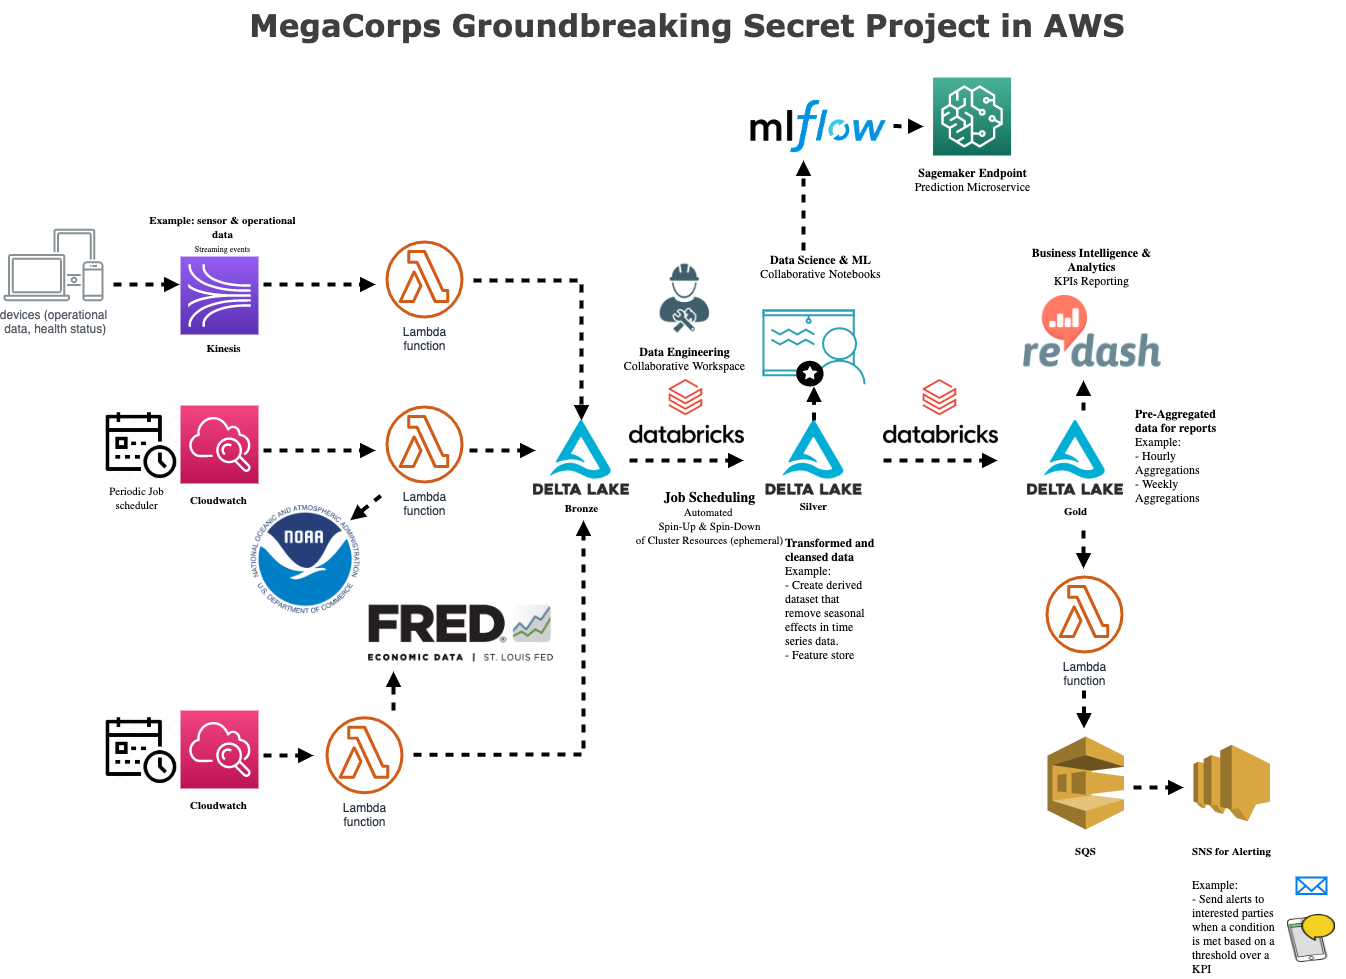 MegaCorps Groundbreaking Secret Project in AWS
mlflow
Sagemaker Endpoint
Prediction Microservice
Example: sensor & operational
data
Streaming events
devices (operational
data, health status)
Kinesis
Lambda
function
Data Science & ML
Collaborative Notebooks
Data Engineering
Collaborative Workspace
Business Intelligence &
Analytics
KPIs Reporting
redash
Periodic Job
scheduler
Cloudwatch
Lambda
function
databricks
databricks
DELTA LAKE
Bronze
DELTA LAKE
Silver
DELTA LAKE
Gold
Pre-Aggregated
data for reports
Example:
- Hourly
Aggregations
- Weekly
Aggregations
Job Scheduling
Automated
Spin-Up & Spin-Down
of Cluster Resources (ephemeral)
Transformed and
cleansed data
Example:
- Create derived
dataset that
remove seasonal
effects in time
series data.
- Feature store
NATIONAL OCEANIC AND ATMOSPHERIC ADMINISTRATION
NOAA
U.S. DEPARTMENT OF COMMERCE
FRED®
ECONOMIC DATA | ST. LOUIS FED
Cloudwatch
Lambda
function
Lambda
function
SQS
SNS for Alerting
Example:
- Send alerts to
interested parties
when a condition
is met based on a
threshold over a
KPI